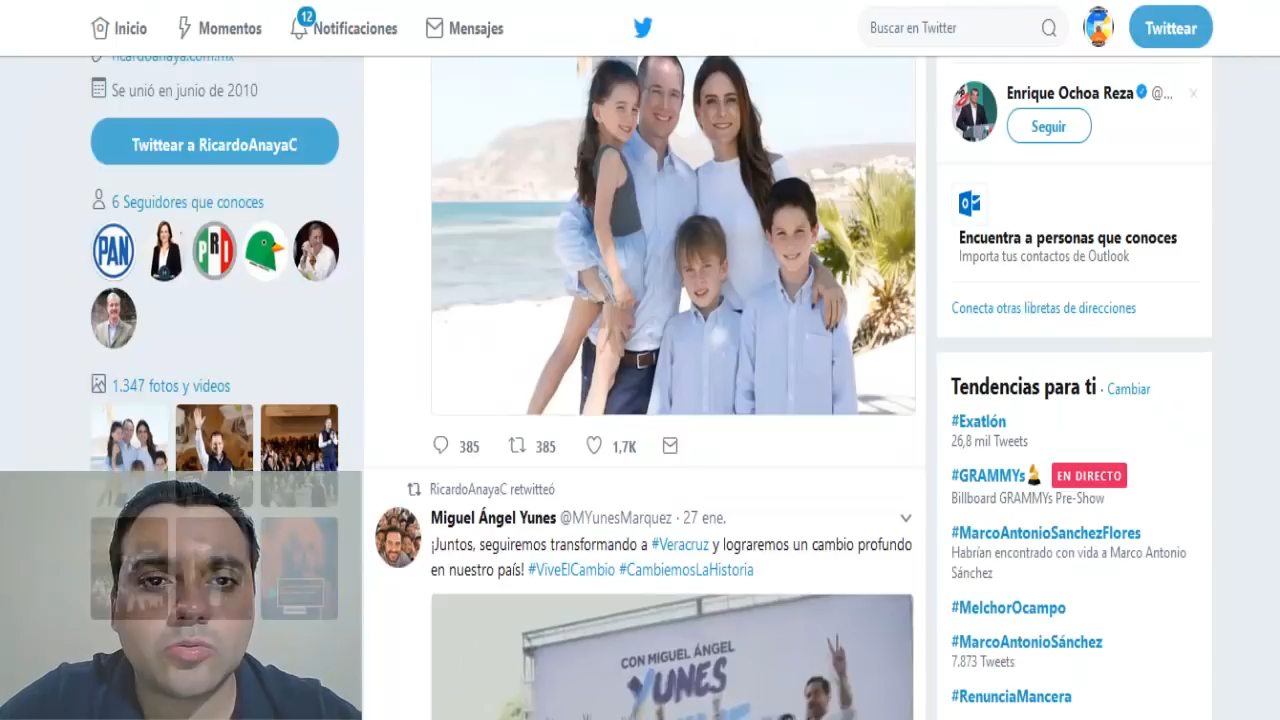 Inicio
Momentos
12
Notificaciones
Mensajes
Buscar en Twitter
Twittear
ricardoanaya.com.mx
Se unió en junio de 2010
Twittear a RicardoAnayaC
6 Seguidores que conoces
PAN
PRI
1.347 fotos y videos
385
385
1,7K
RicardoAnayaC retwitteó
Miguel Ángel Yunes @MYunesMarquez · 27 ene.
¡Juntos, seguiremos transformando a #Veracruz y lograremos un cambio profundo
en nuestro país! #ViveElCambio #CambiemosLaHistoria
CON MIGUEL ÁNGEL
YUNES
Enrique Ochoa Reza @...
Seguir
Encuentra a personas que conoces
Importa tus contactos de Outlook
Conecta otras libretas de direcciones
Tendencias para ti · Cambiar
#Exatlón
26,8 mil Tweets
#GRAMMYs EN DIRECTO
Billboard GRAMMYs Pre-Show
#MarcoAntonioSanchezFlores
Habrían encontrado con vida a Marco Antonio
Sánchez
#MelchorOcampo
#MarcoAntonioSánchez
7.873 Tweets
#RenunciaMancera